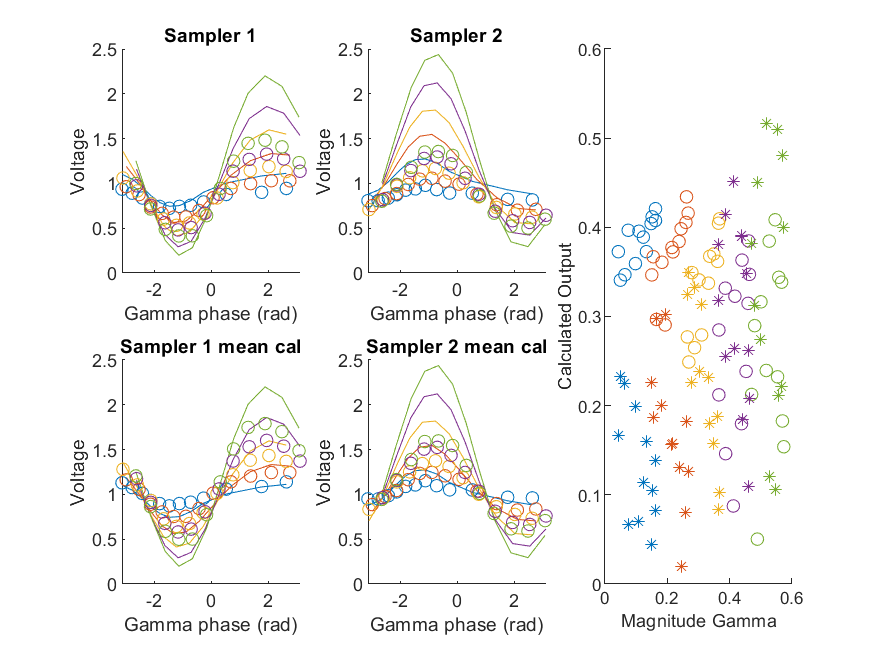 Sampler 1
2.5
2
1.5
1
0.5
0
Voltage
-2 0 2
Gamma phase (rad)
Sampler 2
2.5
2
1.5
1
0.5
0
Voltage
-2 0 2
Gamma phase (rad)
Sampler 1 mean cal
2.5
2
1.5
1
0.5
0
Voltage
-2 0 2
Gamma phase (rad)
Sampler 2 mean cal
2.5
2
1.5
1
0.5
0
Voltage
-2 0 2
Gamma phase (rad)
0.6
0.5
0.4
0.3
0.2
0.1
0
Calculated Output
0 0.2 0.4 0.6
Magnitude Gamma